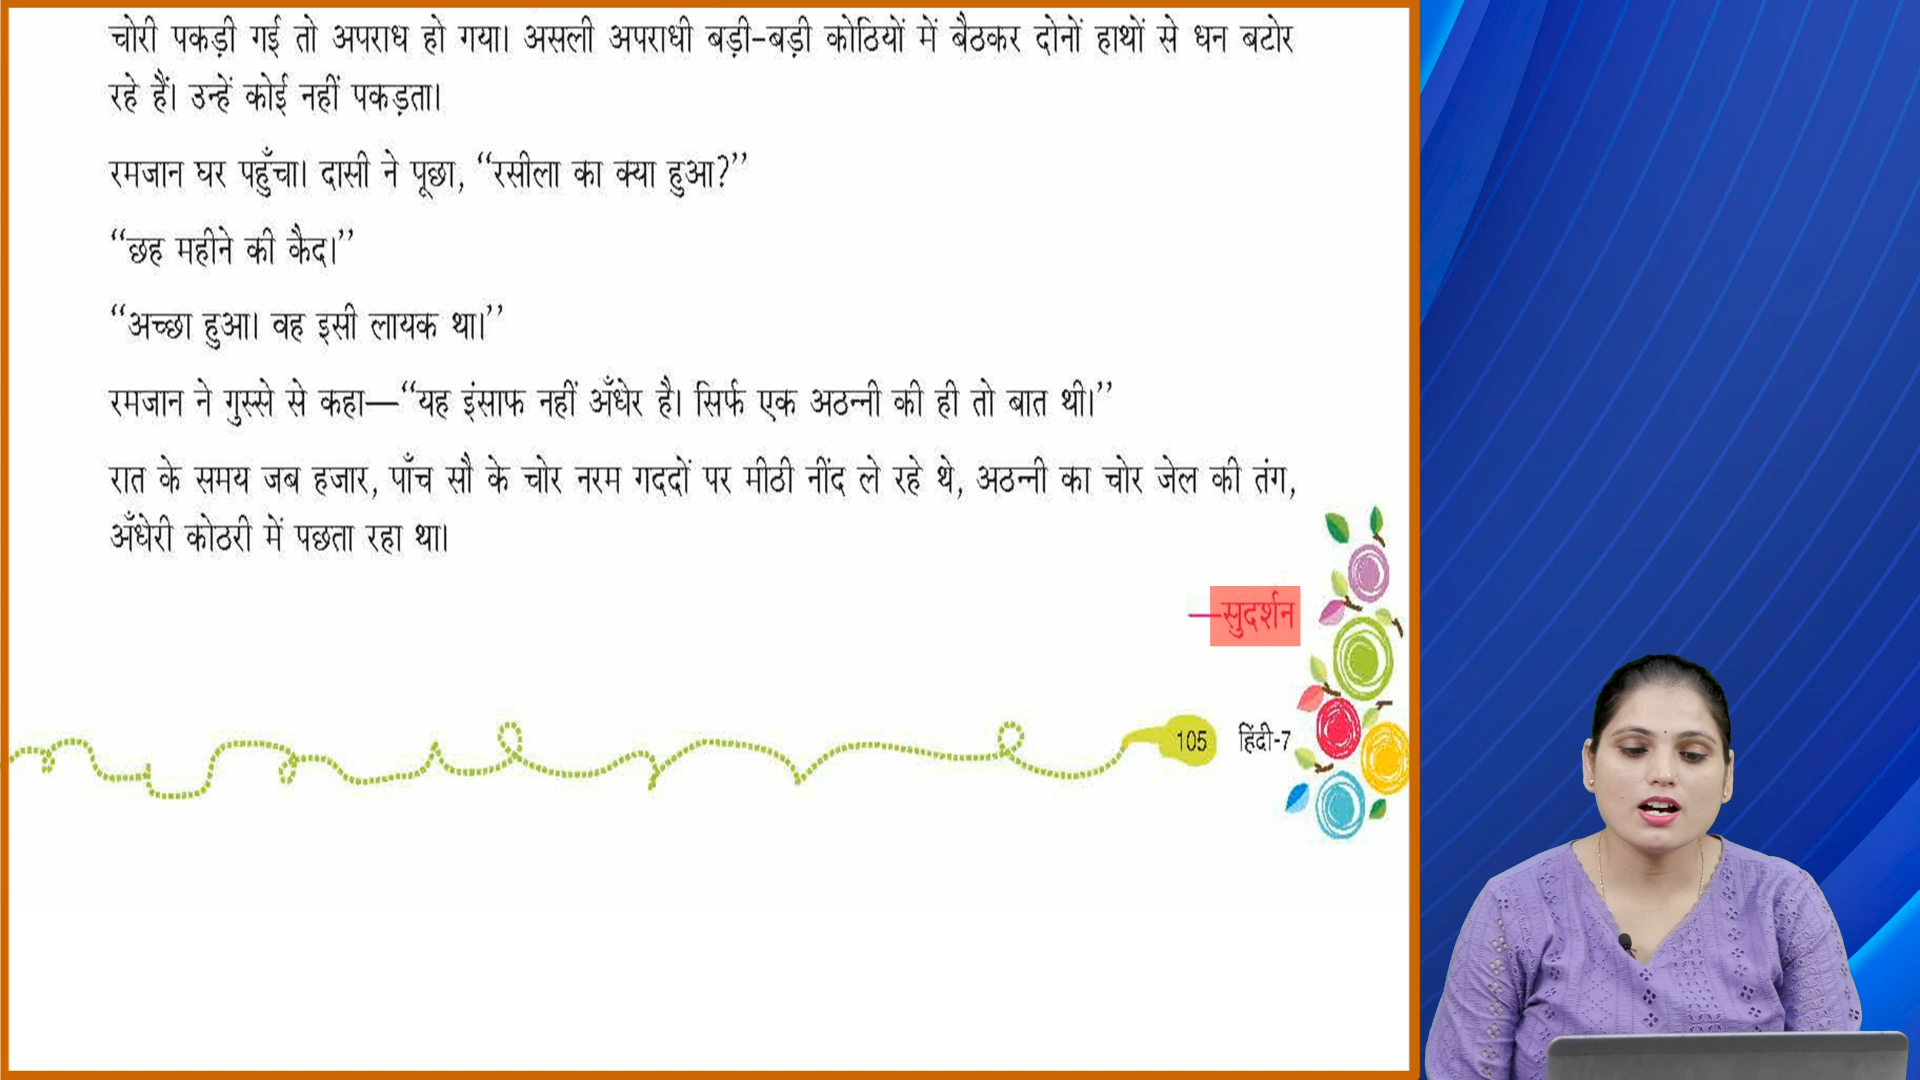 चोरी पकड़ी गई तो अपराध हो गया। असली अपराधी बड़ी-बड़ी कोठियों में बैठकर दोनों हाथों से धन बटोर
रहे हैं। उन्हें कोई नहीं पकड़ता।
रमजान घर पहुँचा। दासी ने पूछा, “रसीला का क्या हुआ?”
“छह महीने की कैद।”
“अच्छा हुआ। वह इसी लायक था।”
रमजान ने गुस्से से कहा—“यह इंसाफ नहीं अँधेर है। सिर्फ एक अठन्नी की ही तो बात थी।”
रात के समय जब हजार, पाँच सौ के चोर नरम गददों पर मीठी नींद ले रहे थे, अठन्नी का चोर जेल की तंग,
अँधेरी कोठरी में पछता रहा था।
—सुदर्शन
105 हिंदी-7